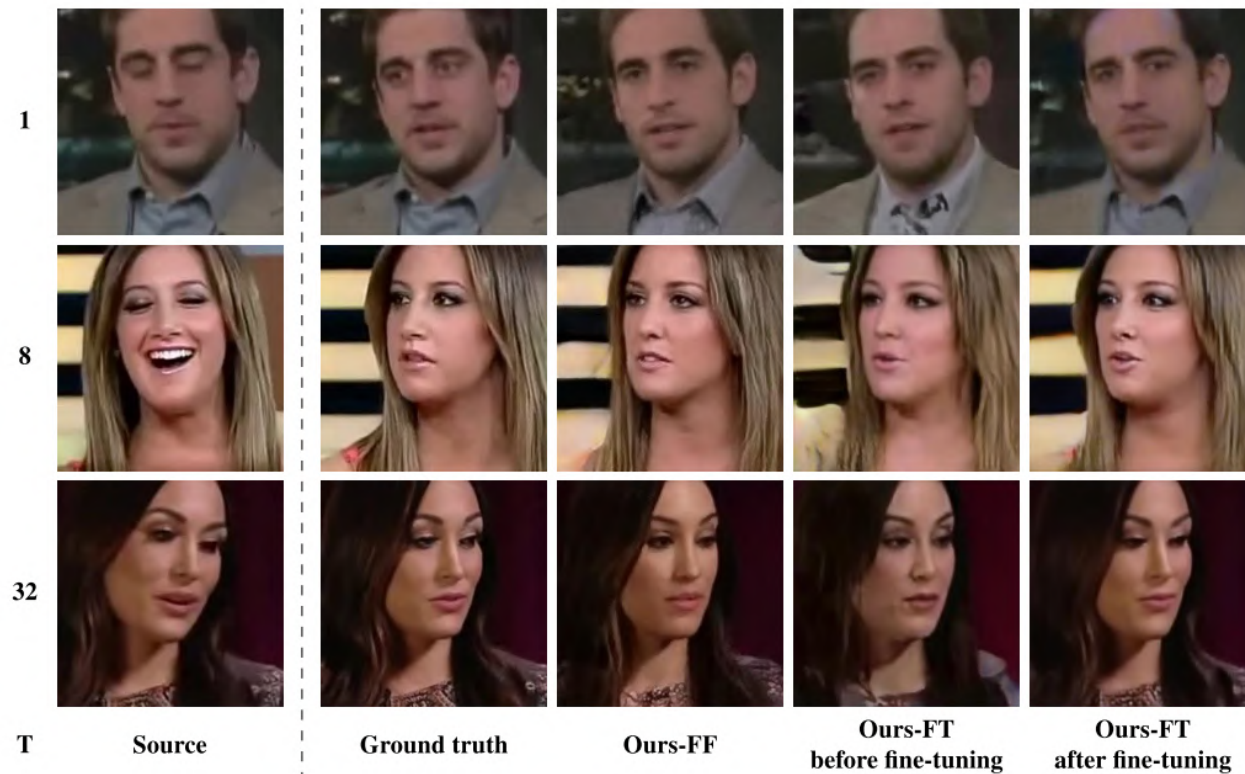 1
8
32
T
Source
Ground truth
Ours-FF
Ours-FT
before fine-tuning
Ours-FT
after fine-tuning